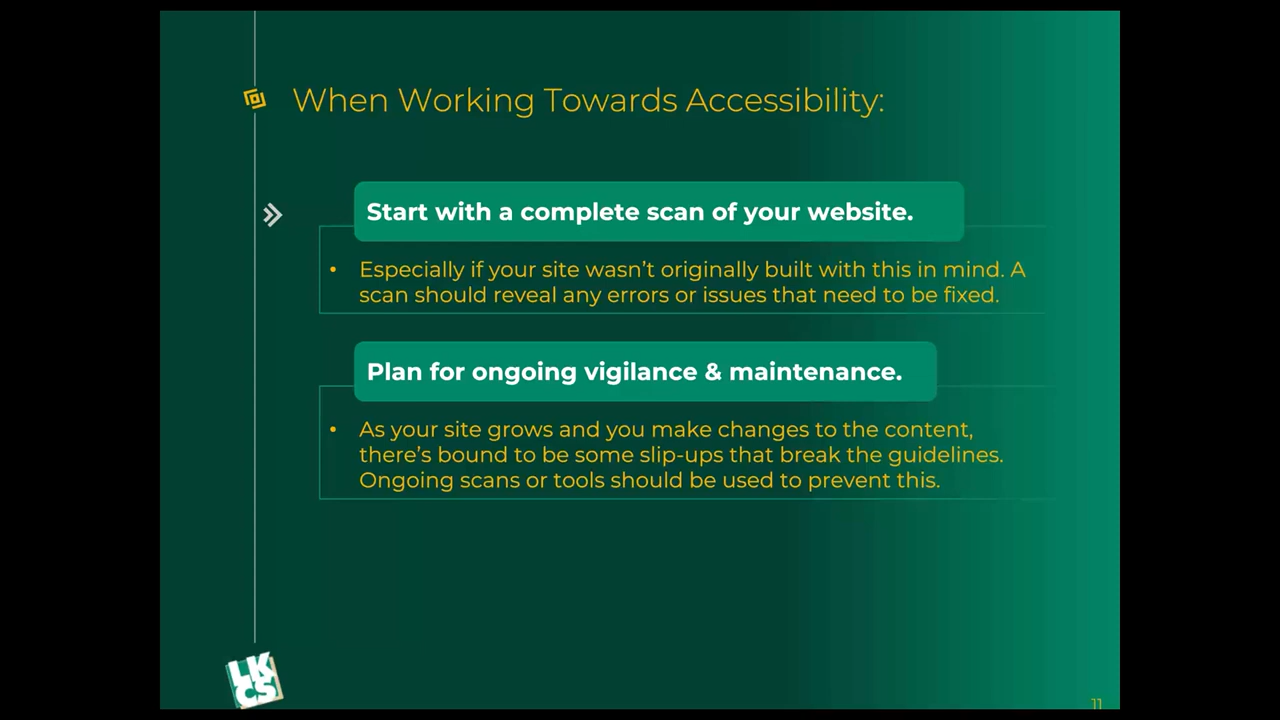 When Working Towards Accessibility:
Start with a complete scan of your website.
• Especially if your site wasn't originally built with this in mind. A
scan should reveal any errors or issues that need to be fixed.
Plan for ongoing vigilance & maintenance.
• As your site grows and you make changes to the content,
there's bound to be some slip-ups that break the guidelines.
Ongoing scans or tools should be used to prevent this.
LK
CS
11